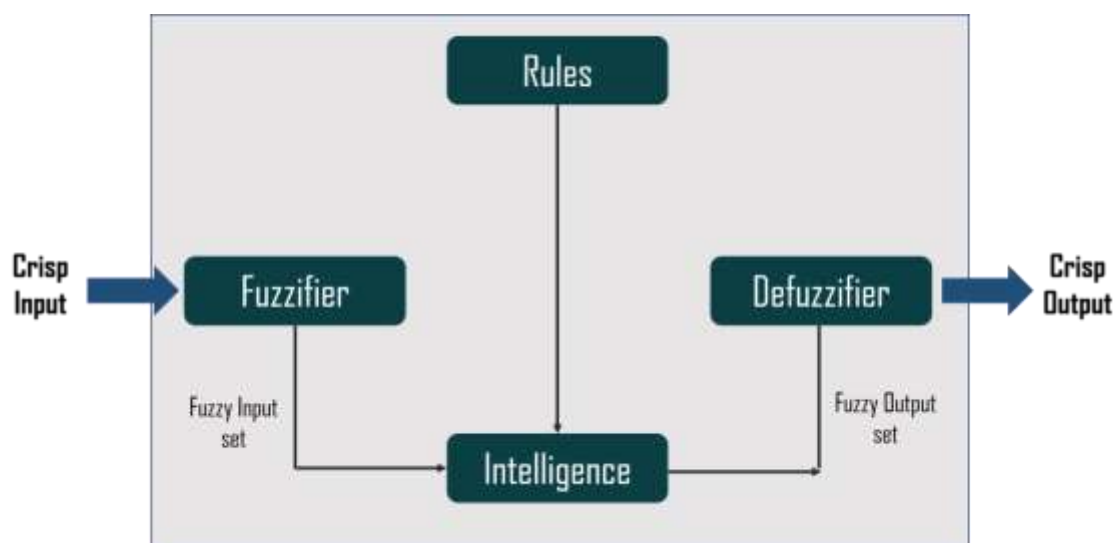 Rules
Crisp
Input
Fuzzifier
Defuzzifier
Crisp
Output
Fuzzy Input
set
Fuzzy Output
set
Intelligence